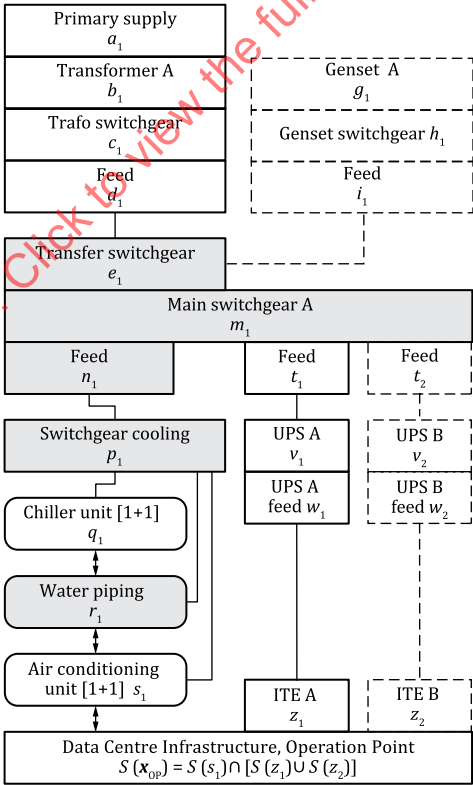 Primary supply
a1
Transformer A
b1
Trafo switchgear
c1
Feed
d1
Genset A
g1
Genset switchgear h1
Feed
i1
Transfer switchgear
e1
Main switchgear A
m1
Feed
n1
Feed
t1
Feed
t2
Switchgear cooling
p1
UPS A
v1
UPS B
v2
UPS A
feed w1
UPS B
feed w2
Chiller unit [1+1]
q1
Water piping
r1
Air conditioning
unit [1+1] s1
ITE A
z1
ITE B
z2
Data Centre Infrastructure, Operation Point
S (xOP) = S (s1)∩ [S (z1)∪ S (z2)]
Click to view the full